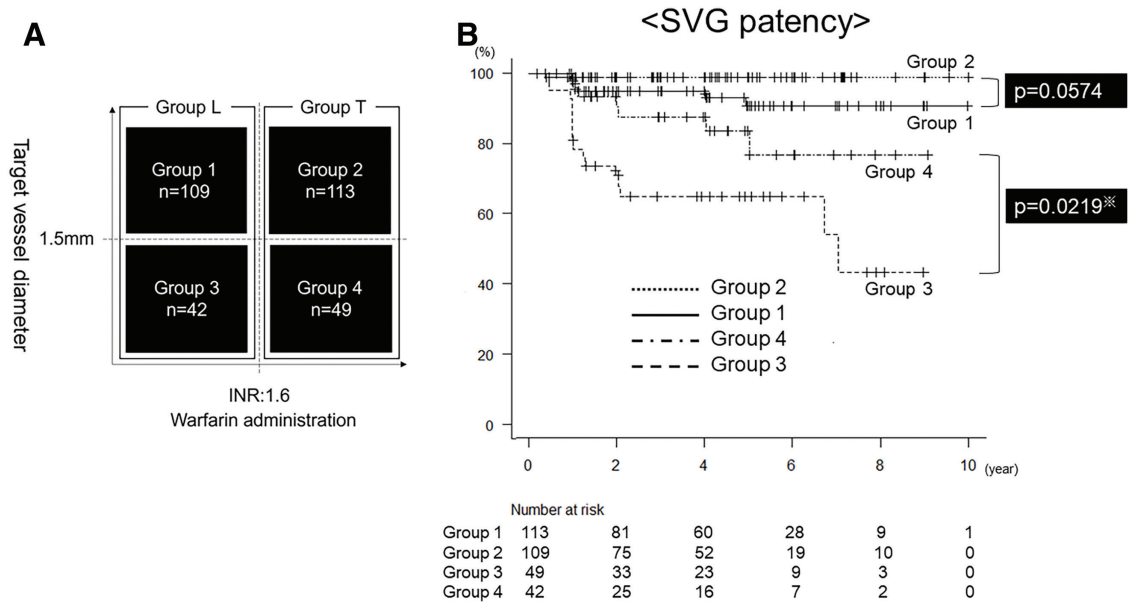 A
Group L
Group T
Group 1
n=109
Group 2
n=113
Group 3
n=42
Group 4
n=49
Target vessel diameter
1.5mm
INR:1.6
Warfarin administration
B
<SVG patency>
(%)
100
80
60
40
20
0
Group 2
Group 1
Group 4
Group 3
p=0.0574
p=0.0219※
Group 2
Group 1
Group 4
Group 3
0 2 4 6 8 10 (year)
Number at risk
Group 1 113 81 60 28 9 1
Group 2 109 75 52 19 10 0
Group 3 49 33 23 9 3 0
Group 4 42 25 16 7 2 0